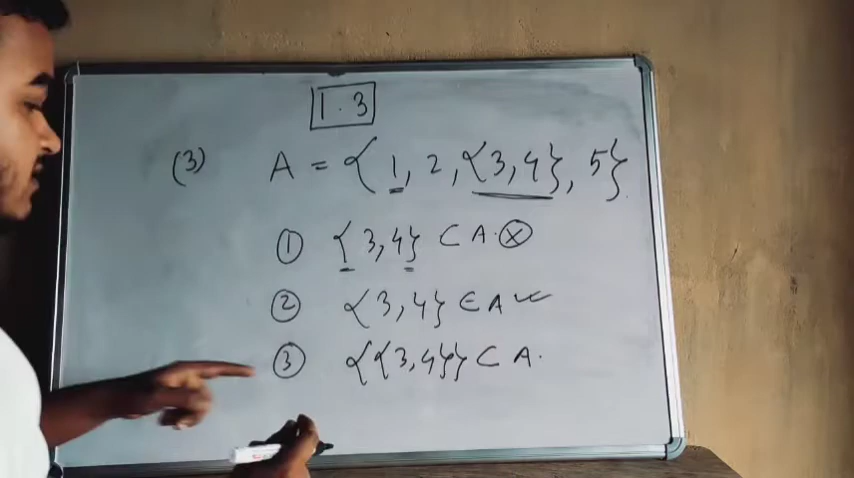 1.3
(3) A = {1, 2, {3,4}, 5}
① {3,4} ⊂ A. ⊗
② {3,4} ∈ A ✓
③ {{3,4}} ⊂ A.